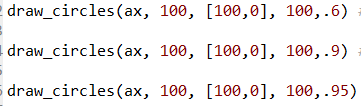 draw_circles(ax, 100, [100,0], 100,.6) #
draw_circles(ax, 100, [100,0], 100,.9) #
draw_circles(ax, 100, [100,0], 100,.95)